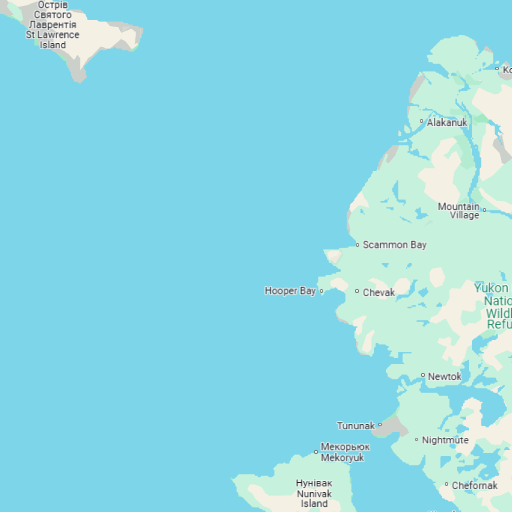 Острів
Святого
Лаврентія
St Lawrence
Island
Alakanuk
Mountain
Village
Scammon Bay
Hooper Bay
Chevak
Yukon
Natio
Wildl
Refu
Newtok
Tununak
Nightmute
Мекорьюк
Mekoryuk
Нунівак
Nunivak
Island
Chefornak